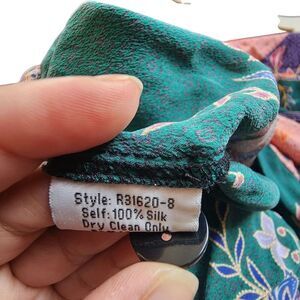 Style: R31620-8
Self: 100% Silk
Dry Clean Only